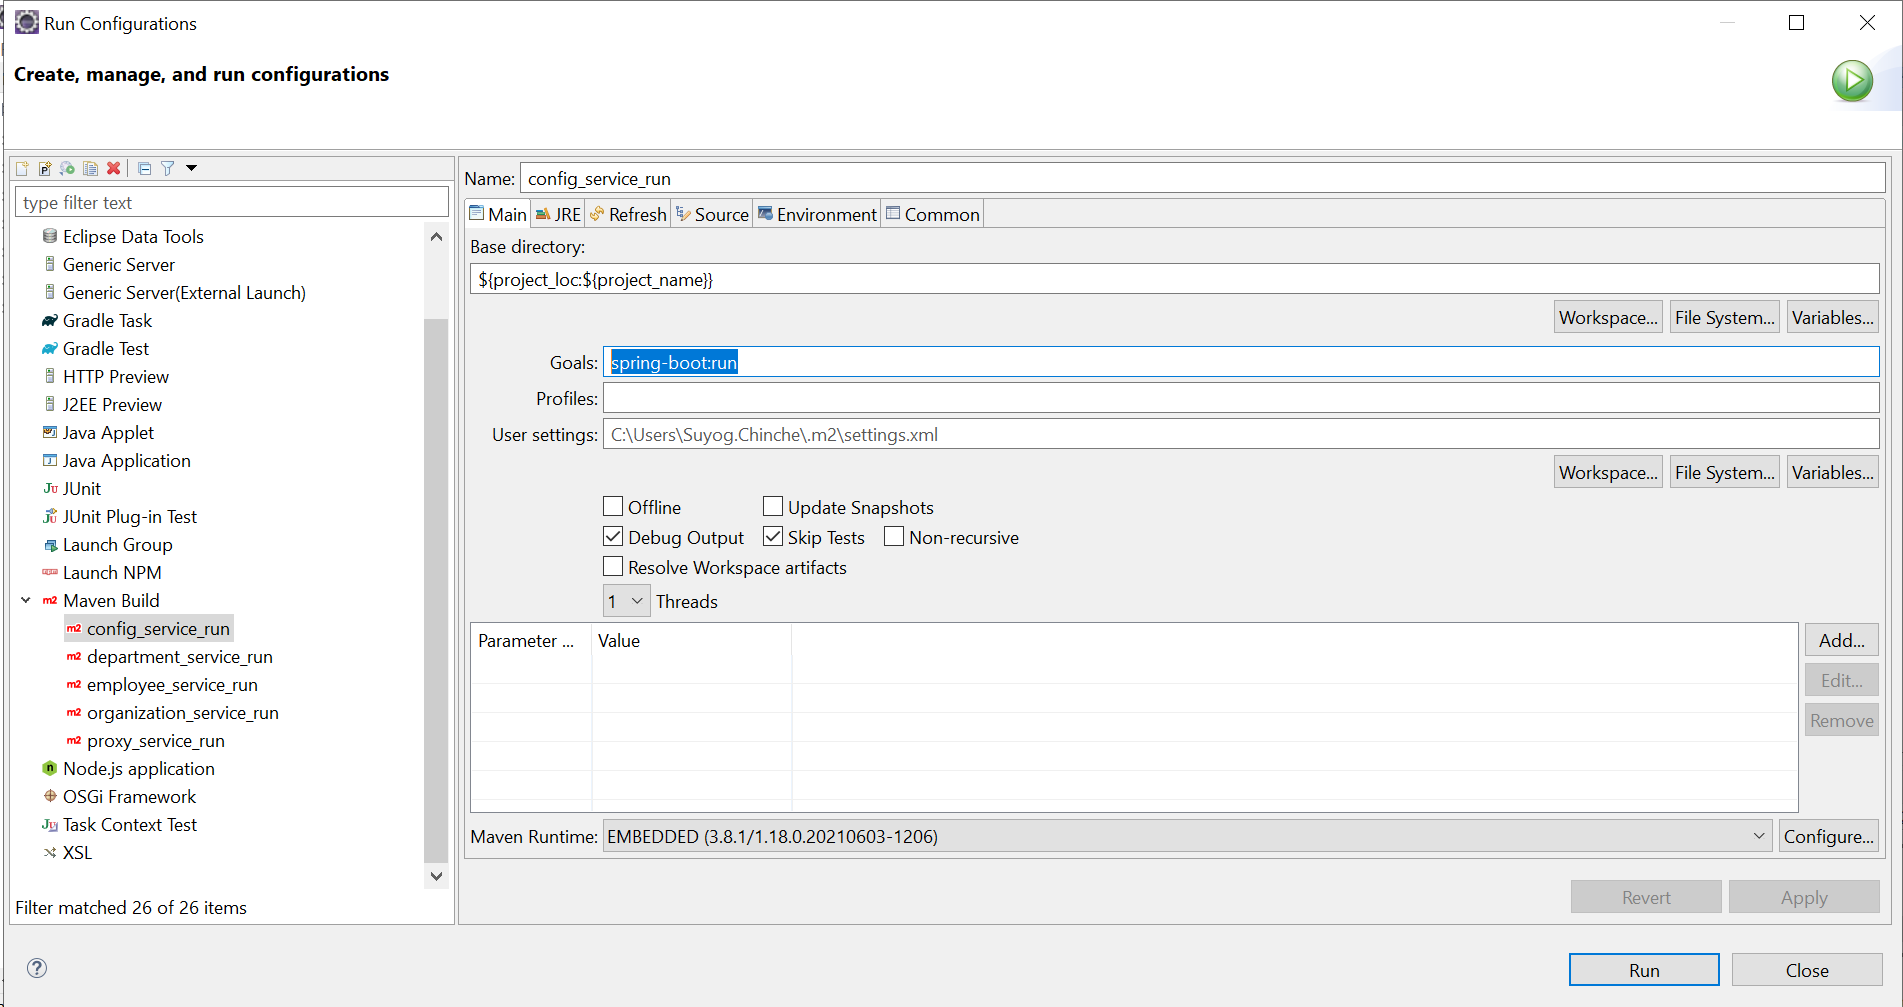 Run Configurations
Create, manage, and run configurations
type filter text
Eclipse Data Tools
Generic Server
Generic Server(External Launch)
Gradle Task
Gradle Test
HTTP Preview
J2EE Preview
Java Applet
Java Application
JUnit
JUnit Plug-in Test
Launch Group
Launch NPM
Maven Build
config_service_run
department_service_run
employee_service_run
organization_service_run
proxy_service_run
Node.js application
OSGi Framework
Task Context Test
XSL
Filter matched 26 of 26 items
Name: config_service_run
Main JRE Refresh Source Environment Common
Base directory:
${project_loc:${project_name}}
Workspace... File System... Variables...
Goals: spring-boot:run
Profiles:
User settings: C:\Users\Suyog.Chinche\.m2\settings.xml
Workspace... File System... Variables...
Offline Update Snapshots
Debug Output Skip Tests Non-recursive
Resolve Workspace artifacts
1 Threads
Parameter ... Value
Add...
Edit...
Remove
Maven Runtime: EMBEDDED (3.8.1/1.18.0.20210603-1206) Configure...
Revert Apply
Run Close